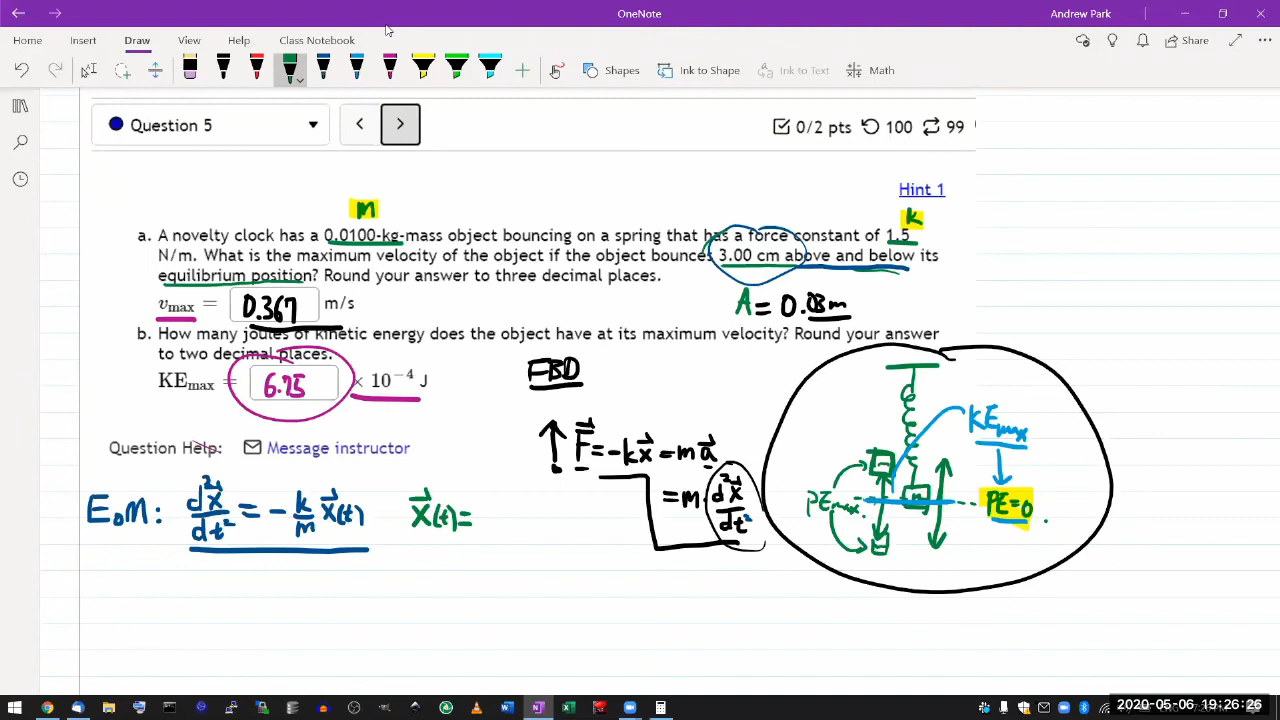 OneNote
Andrew Park
Home Insert Draw View Help Class Notebook
Share
Shapes Ink to Shape Ink to Text Math
Question 5
0/2 pts 100 99
Hint 1
m
k
a. A novelty clock has a 0.0100-kg-mass object bouncing on a spring that has a force constant of 1.5
N/m. What is the maximum velocity of the object if the object bounces 3.00 cm above and below its
equilibrium position? Round your answer to three decimal places.
v max = 0.367 m/s
A = 0.03m
b. How many joules of kinetic energy does the object have at its maximum velocity? Round your answer
to two decimal places.
KEmax = 6.75 × 10⁻⁴ J
FBD
KEmax
Question Help: Message instructor
F⃗ = -kx⃗ = ma⃗
= m · d²x⃗/dt²
m
PEmax.
PE=0
EoM: d²x⃗/dt² = - k/m x⃗(t) x⃗(t)=
2020-05-06 19:26:26